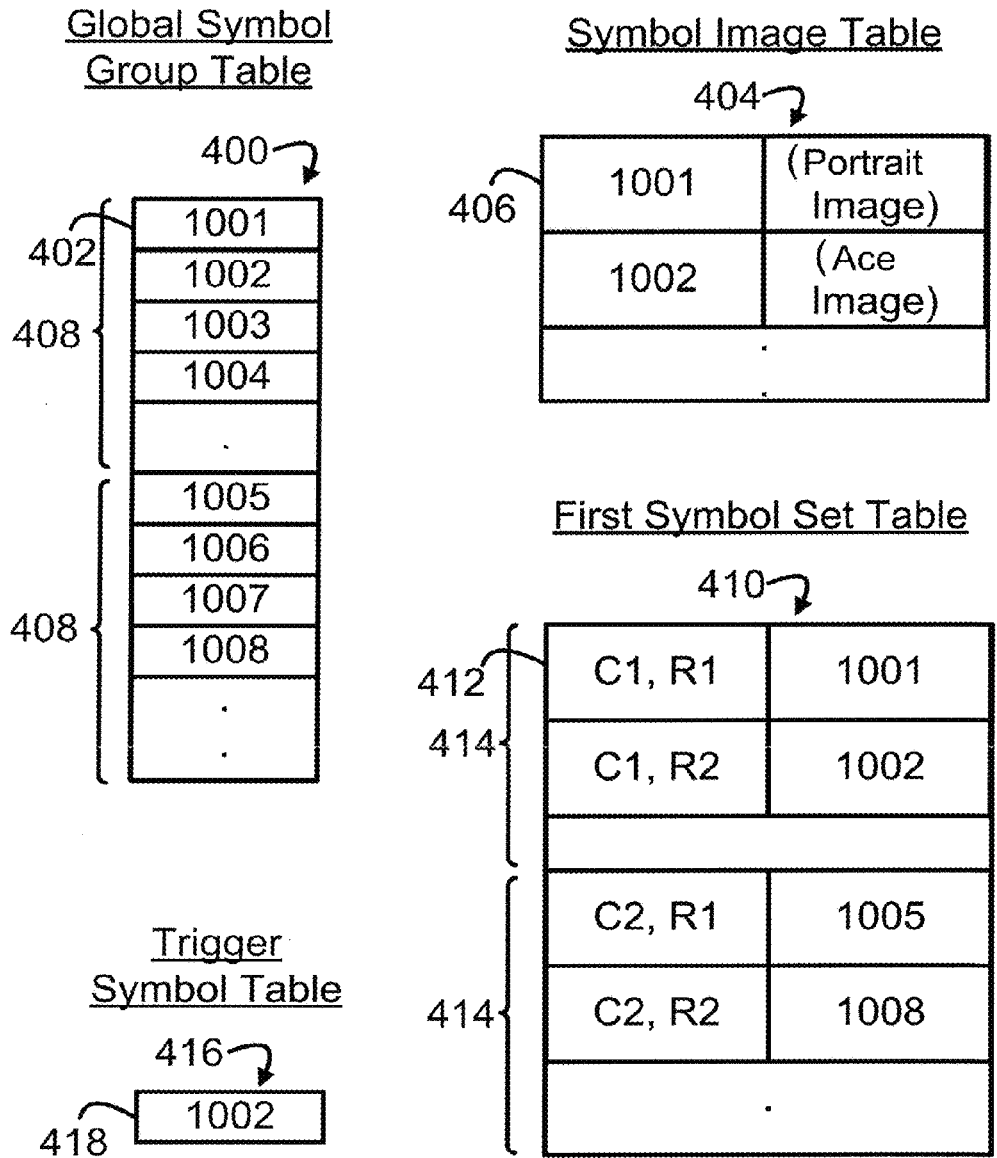 Global Symbol
Group Table
400
402
408
1001
1002
1003
1004
.
408
1005
1006
1007
1008
.
.
Symbol Image Table
404
406
1001 (Portrait
Image)
1002 (Ace
Image)
.
.
First Symbol Set Table
410
412
414
C1, R1 1001
C1, R2 1002
414
C2, R1 1005
C2, R2 1008
.
Trigger
Symbol Table
416
1002
418